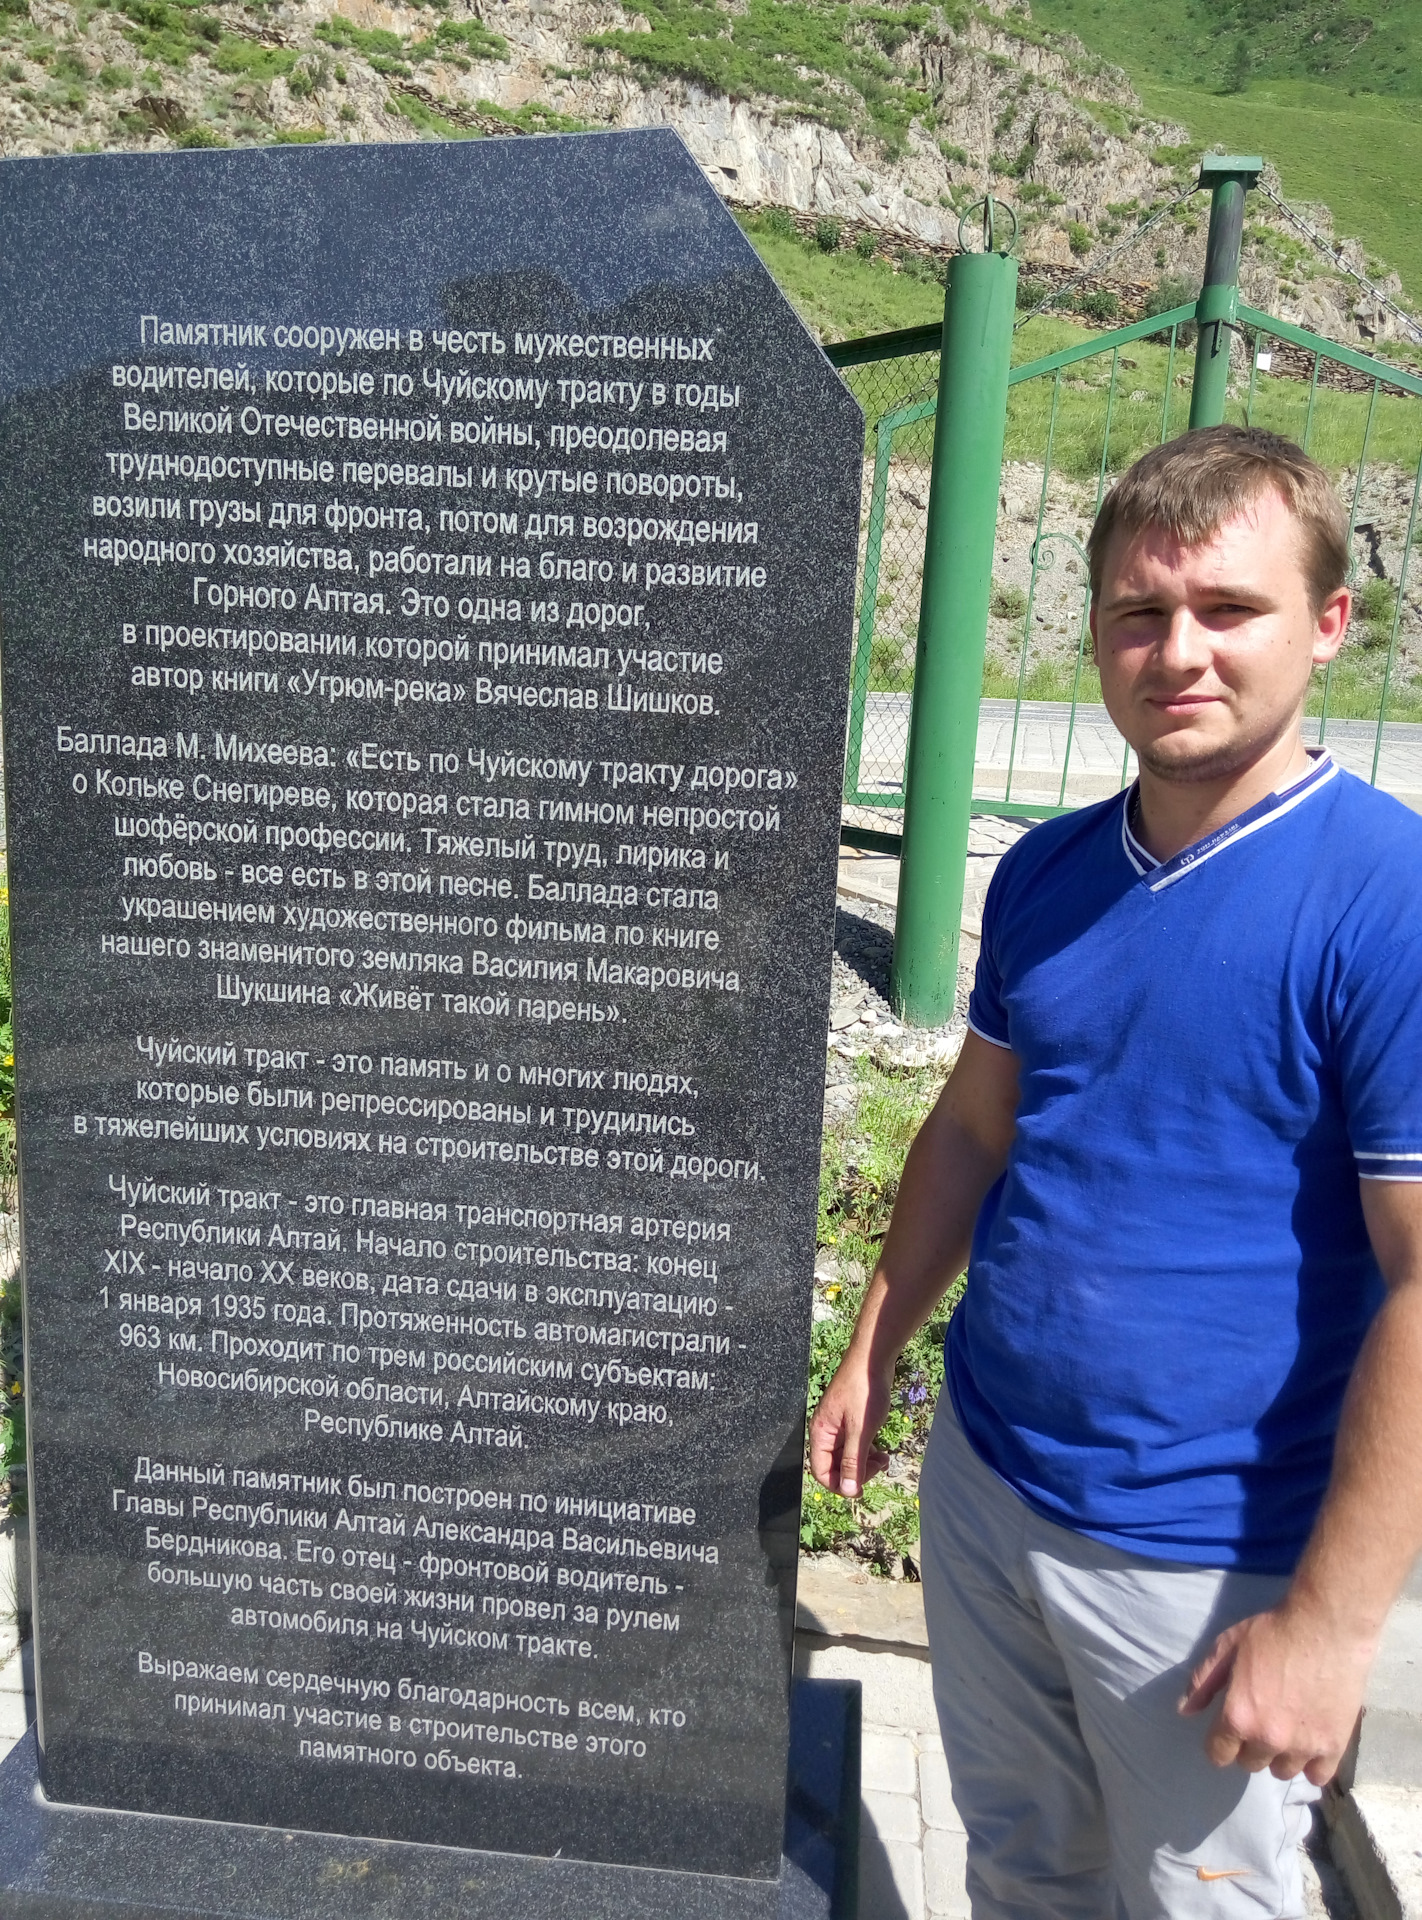 Памятник сооружен в честь мужественных
водителей, которые по Чуйскому тракту в годы
Великой Отечественной войны, преодолевая
труднодоступные перевалы и крутые повороты,
возили грузы для фронта, потом для возрождения
народного хозяйства, работали на благо и развитие
Горного Алтая. Это одна из дорог,
в проектировании которой принимал участие
автор книги «Угрюм-река» Вячеслав Шишков.
Баллада М. Михеева: «Есть по Чуйскому тракту дорога»
о Кольке Снегиреве, которая стала гимном непростой
шофёрской профессии. Тяжелый труд, лирика и
любовь - все есть в этой песне. Баллада стала
украшением художественного фильма по книге
нашего знаменитого земляка Василия Макаровича
Шукшина «Живёт такой парень».
Чуйский тракт - это память и о многих людях,
которые были репрессированы и трудились
в тяжелейших условиях на строительстве этой дороги.
Чуйский тракт - это главная транспортная артерия
Республики Алтай. Начало строительства: конец
XIX - начало XX веков, дата сдачи в эксплуатацию -
1 января 1935 года. Протяженность автомагистрали -
963 км. Проходит по трем российским субъектам:
Новосибирской области, Алтайскому краю,
Республике Алтай.
Данный памятник был построен по инициативе
Главы Республики Алтай Александра Васильевича
Бердникова. Его отец - фронтовой водитель -
большую часть своей жизни провел за рулем
автомобиля на Чуйском тракте.
Выражаем сердечную благодарность всем, кто
принимал участие в строительстве этого
памятного объекта.